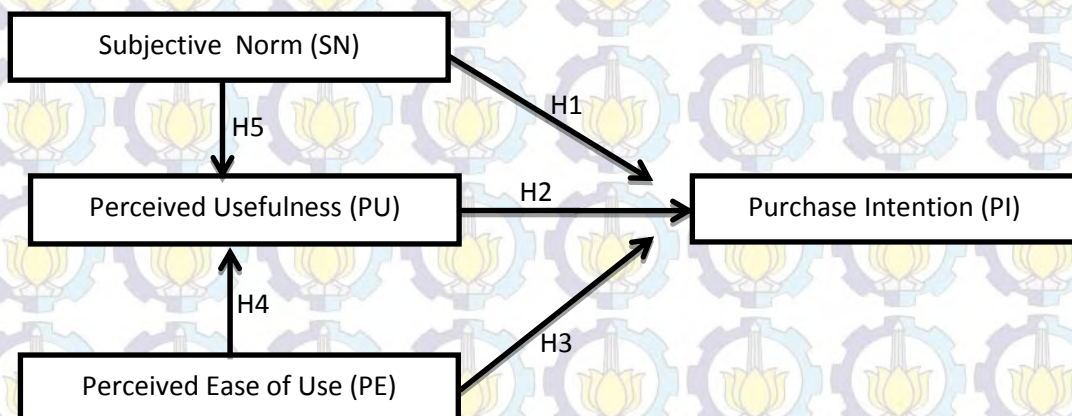 Subjective Norm (SN)
H1
H5
H2
Perceived Usefulness (PU)
Purchase Intention (PI)
H4
H3
Perceived Ease of Use (PE)